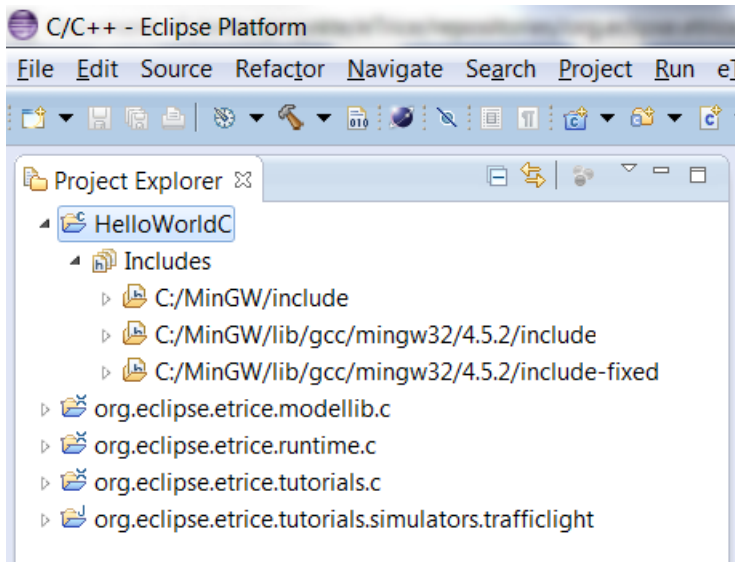 C/C++ - Eclipse Platform
File Edit Source Refactor Navigate Search Project Run
010
Project Explorer
HelloWorldC
Includes
C:/MinGW/include
C:/MinGW/lib/gcc/mingw32/4.5.2/include
C:/MinGW/lib/gcc/mingw32/4.5.2/include-fixed
org.eclipse.etrice.modellib.c
org.eclipse.etrice.runtime.c
org.eclipse.etrice.tutorials.c
org.eclipse.etrice.tutorials.simulators.trafficlight